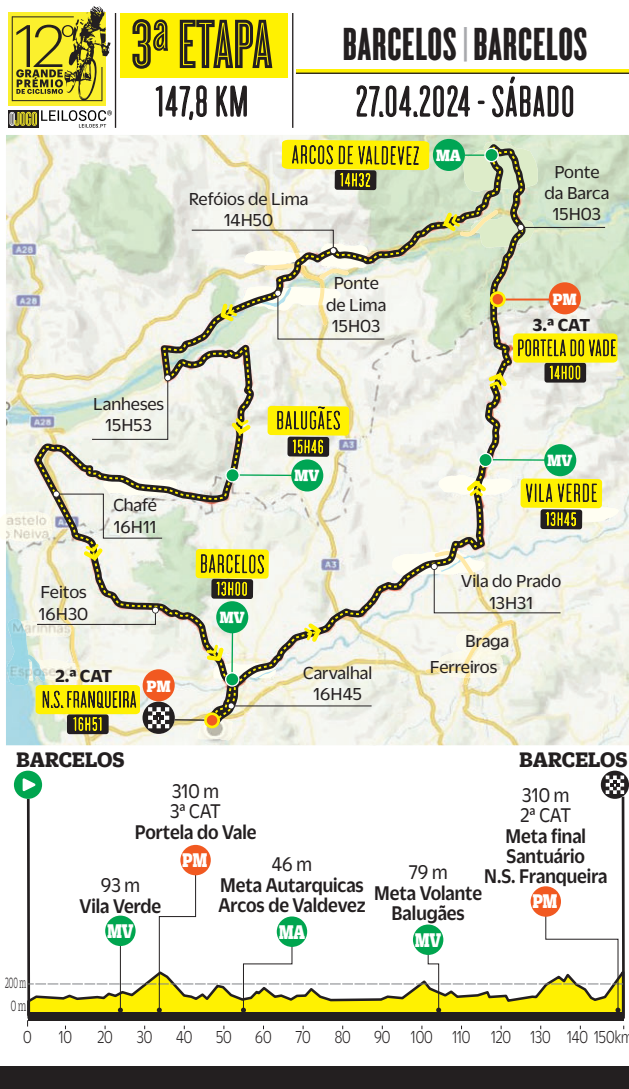 12º
GRANDE
PRÉMIO
DE CICLISMO
OJOGO LEILOSOC®
LEILOES.PT
3ª ETAPA
147,8 KM
BARCELOS | BARCELOS
27.04.2024 - SÁBADO
ARCOS DE VALDEVEZ
14H32
MA
Ponte
da Barca
15H03
Refóios de Lima
14H50
A28
A28
Ponte
de Lima
15H03
PM
3.ª CAT
PORTELA DO VADE
14H00
Lanheses
15H53
A28
BALUGÃES
15H46
MV
A3
MV
VILA VERDE
13H45
Chafé
16H11
astelo
o Neiva
BARCELOS
13H00
MV
A3
Feitos
16H30
Marinhas
Vila do Prado
13H31
Braga
Ferreiros
Carvalhal
16H45
2.ª CAT
PM
N.S. FRANQUEIRA
16H51
BARCELOS
BARCELOS
310 m
3ª CAT
Portela do Vale
PM
310 m
2ª CAT
Meta final
Santuário
N.S. Franqueira
PM
93 m
Vila Verde
MV
46 m
Meta Autarquicas
Arcos de Valdevez
MA
79 m
Meta Volante
Balugães
MV
200 m
0 m
0 10 20 30 40 50 60 70 80 90 100 110 120 130 140 150km